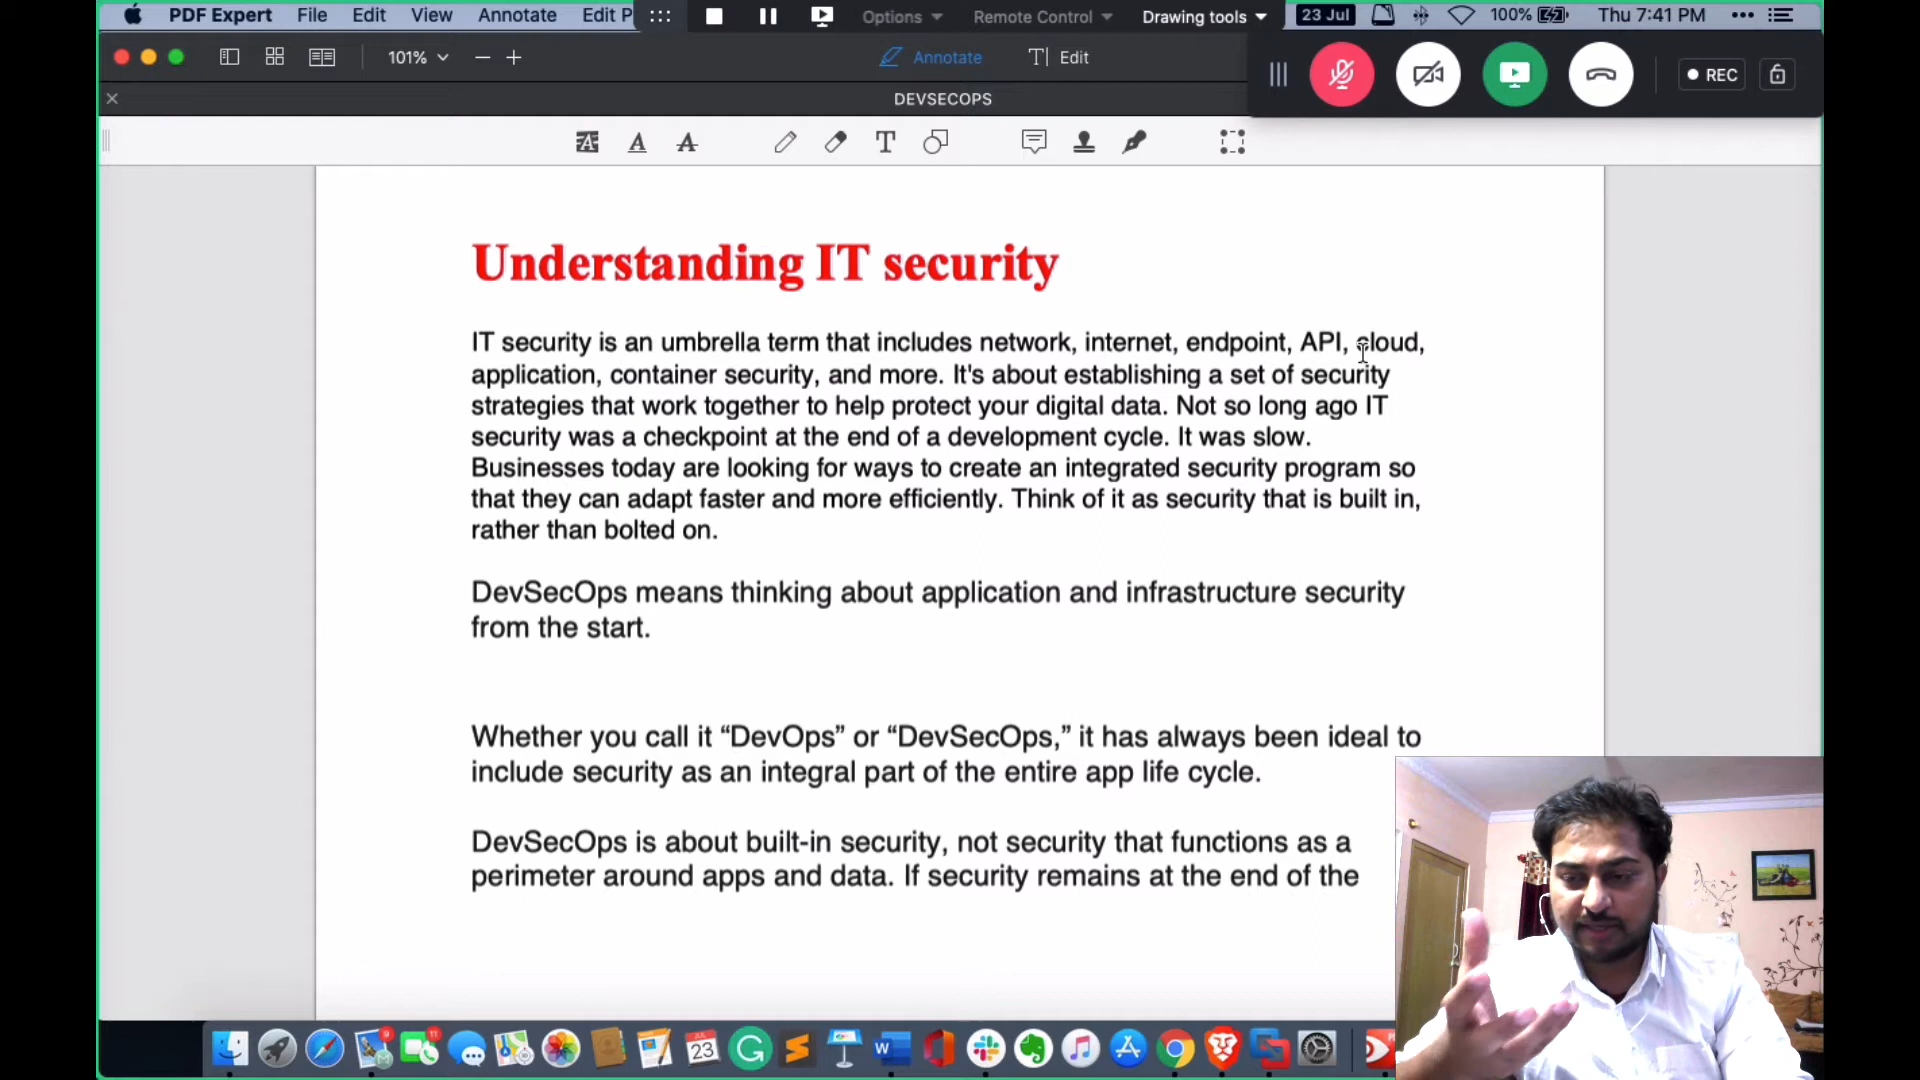 PDF Expert File Edit View Annotate Edit P Options Remote Control Drawing tools 23 Jul 100% Thu 7:41 PM
101% Annotate Edit REC
DEVSECOPS
Understanding IT security
IT security is an umbrella term that includes network, internet, endpoint, API, cloud,
application, container security, and more. It's about establishing a set of security
strategies that work together to help protect your digital data. Not so long ago IT
security was a checkpoint at the end of a development cycle. It was slow.
Businesses today are looking for ways to create an integrated security program so
that they can adapt faster and more efficiently. Think of it as security that is built in,
rather than bolted on.
DevSecOps means thinking about application and infrastructure security
from the start.
Whether you call it “DevOps” or “DevSecOps,” it has always been ideal to
include security as an integral part of the entire app life cycle.
DevSecOps is about built-in security, not security that functions as a
perimeter around apps and data. If security remains at the end of the